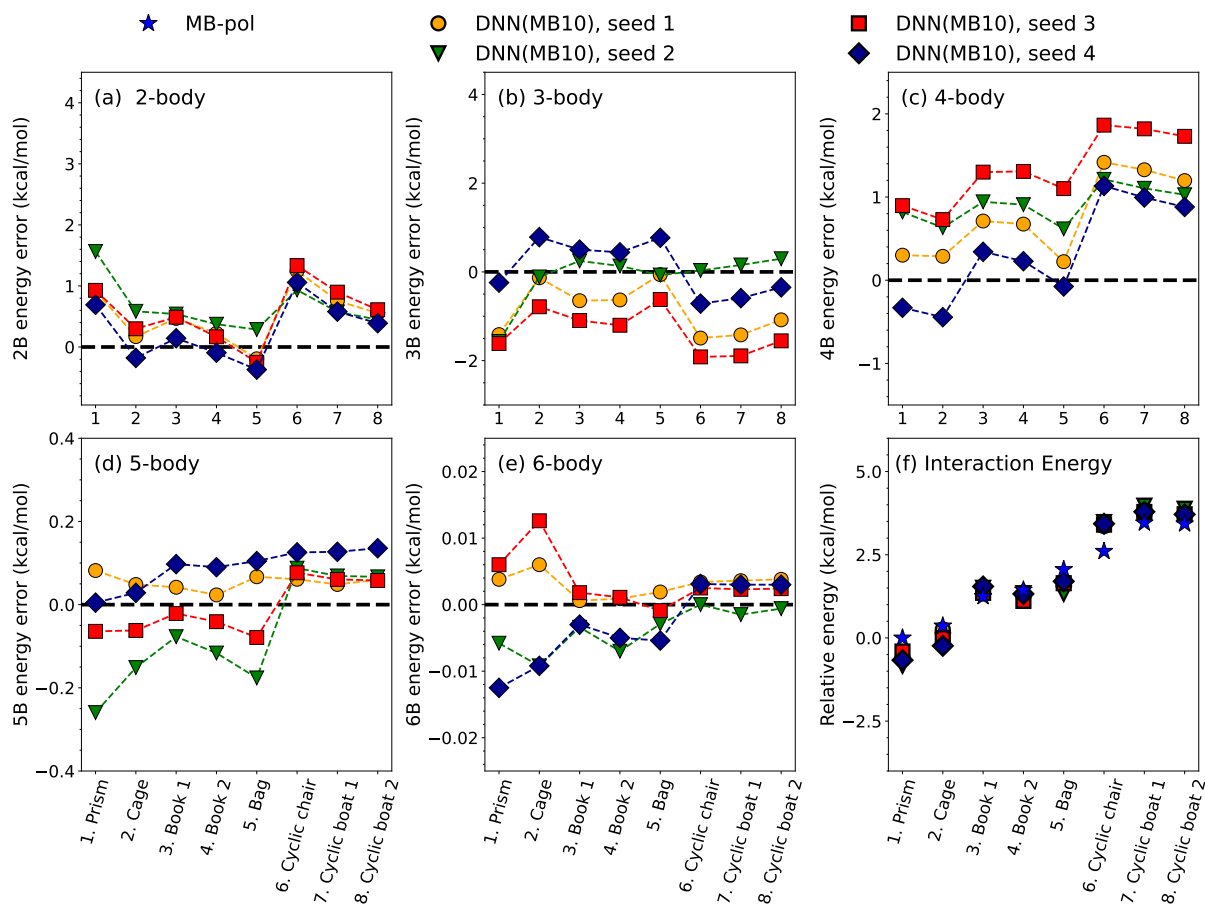 MB-pol
DNN(MB10), seed 1
DNN(MB10), seed 2
DNN(MB10), seed 3
DNN(MB10), seed 4
(a) 2-body
2B energy error (kcal/mol)
4
3
2
1
0
1 2 3 4 5 6 7 8
(b) 3-body
3B energy error (kcal/mol)
4
2
0
−2
1 2 3 4 5 6 7 8
(c) 4-body
4B energy error (kcal/mol)
2
1
0
−1
1 2 3 4 5 6 7 8
(d) 5-body
5B energy error (kcal/mol)
0.4
0.2
0.0
−0.2
−0.4
1. Prism
2. Cage
3. Book 1
4. Book 2
5. Bag
6. Cyclic chair
7. Cyclic boat 1
8. Cyclic boat 2
(e) 6-body
6B energy error (kcal/mol)
0.02
0.01
0.00
−0.01
−0.02
1. Prism
2. Cage
3. Book 1
4. Book 2
5. Bag
6. Cyclic chair
7. Cyclic boat 1
8. Cyclic boat 2
(f) Interaction Energy
Relative energy (kcal/mol)
5.0
2.5
0.0
−2.5
1. Prism
2. Cage
3. Book 1
4. Book 2
5. Bag
6. Cyclic chair
7. Cyclic boat 1
8. Cyclic boat 2